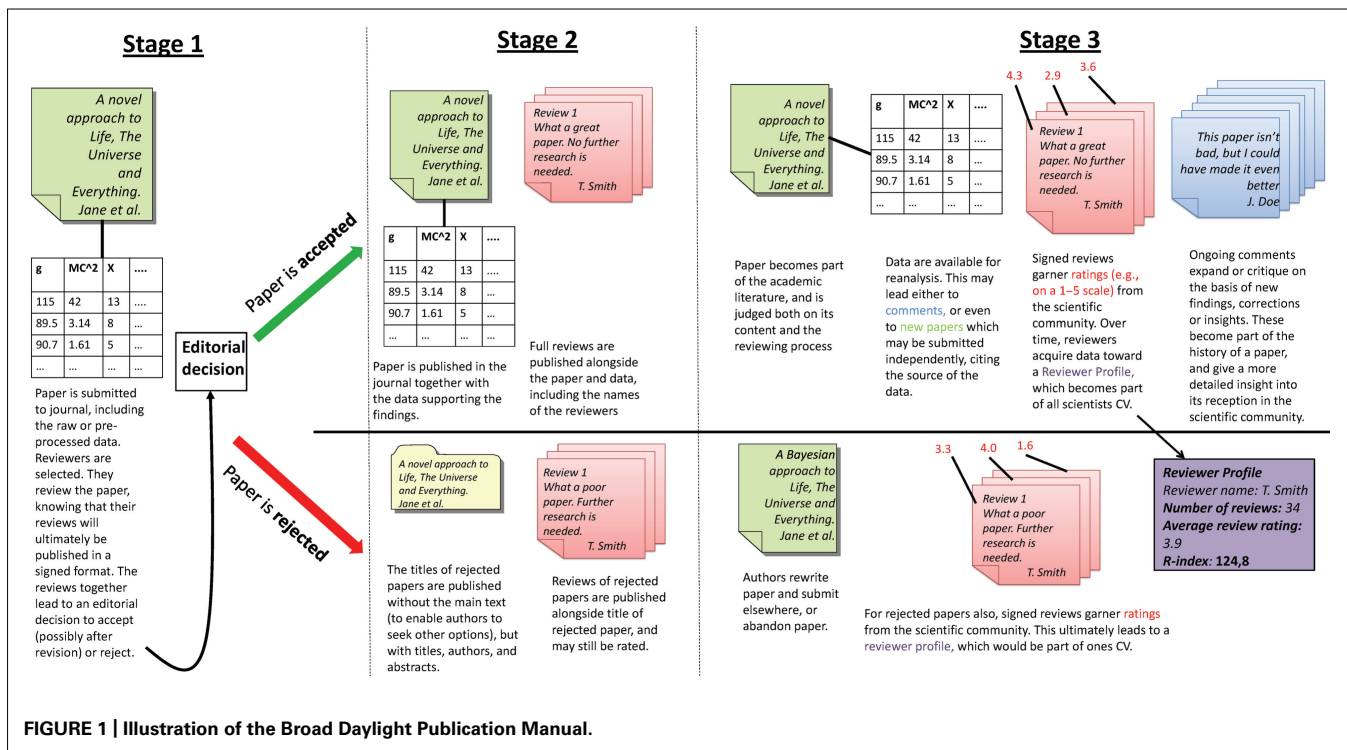 Stage 1
A novel
approach to
Life, The
Universe
and
Everything.
Jane et al.
g MC^2 X ....
115 42 13 ....
89.5 3.14 8 ...
90.7 1.61 5 ...
... ... ... ...
Paper is submitted
to journal, including
the raw or pre-
processed data.
Reviewers are
selected. They
review the paper,
knowing that their
reviews will
ultimately be
published in a
signed format. The
reviews together
lead to an editorial
decision to accept
(possibly after
revision) or reject.
Editorial
decision
Paper is accepted
Paper is rejected
Stage 2
A novel
approach to
Life, The
Universe and
Everything.
Jane et al.
g MC^2 X ....
115 42 13 ....
89.5 3.14 8 ...
90.7 1.61 5 ...
... ... ... ...
Paper is published in the
journal together with
the data supporting the
findings.
Review 1
What a great
paper. No further
research is
needed.
T. Smith
Full reviews are
published alongside
the paper and data,
including the names
of the reviewers
A novel approach to
Life, The Universe
and Everything.
Jane et al.
The titles of rejected
papers are published
without the main text
(to enable authors to
seek other options), but
with titles, authors, and
abstracts.
Review 1
What a poor
paper. Further
research is
needed.
T. Smith
Reviews of rejected
papers are published
alongside title of
rejected paper, and
may still be rated.
Stage 3
A novel
approach to
Life, The
Universe and
Everything.
Jane et al.
Paper becomes part
of the academic
literature, and is
judged both on its
content and the
reviewing process
g MC^2 X ....
115 42 13 ....
89.5 3.14 8 ...
90.7 1.61 5 ...
... ... ... ...
Data are available for
reanalysis. This may
lead either to
comments, or even
to new papers which
may be submitted
independently, citing
the source of the
data.
4.3 2.9 3.6
Review 1
What a great
paper. No further
research is
needed.
T. Smith
Signed reviews
garner ratings (e.g.,
on a 1–5 scale) from
the scientific
community. Over
time, reviewers
acquire data toward
a Reviewer Profile,
which becomes part
of all scientists CV.
This paper isn't
bad, but I could
have made it even
better
J. Doe
Ongoing comments
expand or critique on
the basis of new
findings, corrections
or insights. These
become part of the
history of a paper,
and give a more
detailed insight into
its reception in the
scientific community.
A Bayesian
approach to
Life, The
Universe and
Everything.
Jane et al.
Authors rewrite
paper and submit
elsewhere, or
abandon paper.
3.3 4.0 1.6
Review 1
What a poor
paper. Further
research is
needed.
T. Smith
For rejected papers also, signed reviews garner ratings
from the scientific community. This ultimately leads to a
reviewer profile, which would be part of ones CV.
Reviewer Profile
Reviewer name: T. Smith
Number of reviews: 34
Average review rating:
3.9
R-index: 124,8
FIGURE 1 | Illustration of the Broad Daylight Publication Manual.